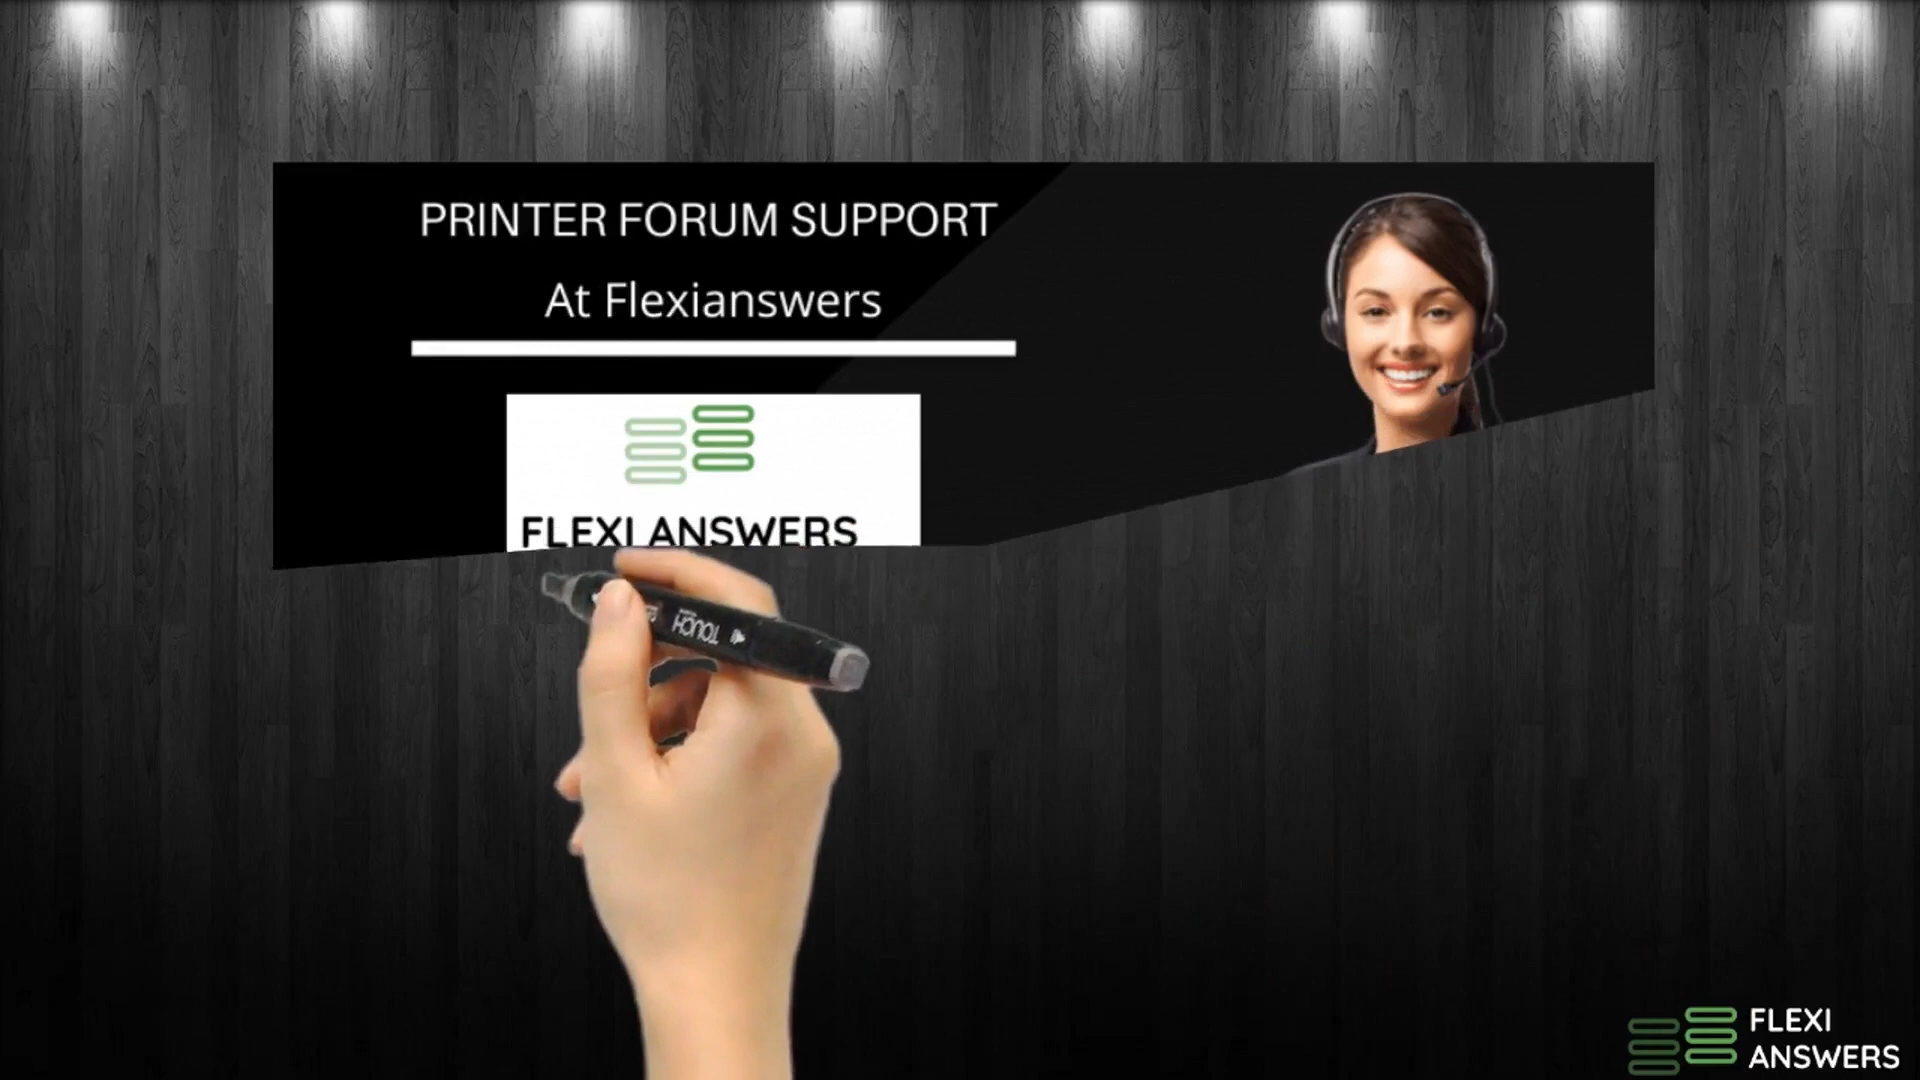 PRINTER FORUM SUPPORT
At Flexianswers
FLEXI ANSWERS
TOUCH
FLEXI
ANSWERS